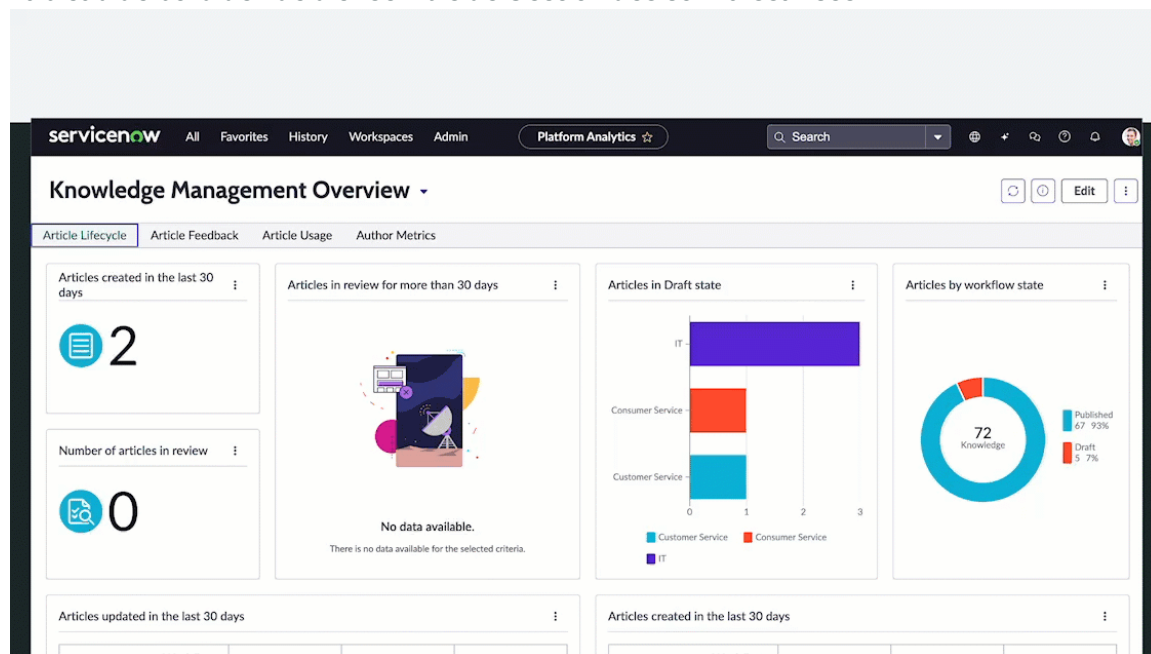 servicenow
All Favorites History Workspaces Admin
Platform Analytics
Search
Knowledge Management Overview
Edit
Article Lifecycle Article Feedback Article Usage Author Metrics
Articles created in the last 30
days
2
Number of articles in review
0
Articles in review for more than 30 days
No data available.
There is no data available for the selected criteria.
Articles in Draft state
IT
Consumer Service
Customer Service
0 1 2 3
Customer Service Consumer Service
IT
Articles by workflow state
72
Knowledge
Published
67 93%
Draft
5 7%
Articles updated in the last 30 days
Articles created in the last 30 days